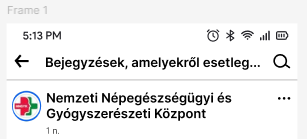 Frame 1
5:13 PM
Bejegyzések, amelyekről esetleg...
Nemzeti Népegészségügyi és
Gyógyszerészeti Központ
1 n.